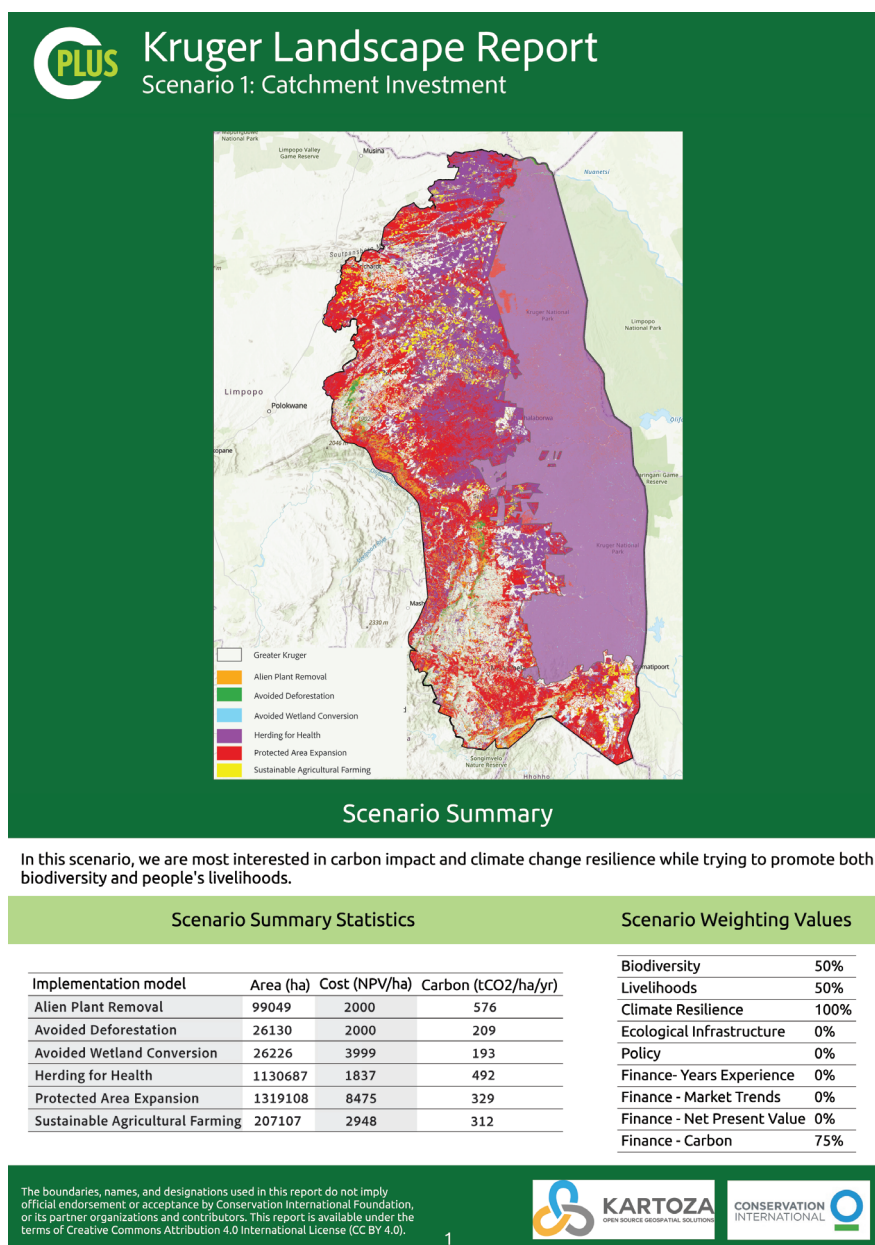 C PLUS
Kruger Landscape Report
Scenario 1: Catchment Investment
National Park
Limpopo Valley
Game Reserve
Musina
Nuanetsi
Kruger National
Park
Limpopo
National Park
Limpopo
Polokwane
2046 m
Game
Reserve
Kruger National
Park
2330 m
Songimvelo
Nature Reserve
Hhohho
Greater Kruger
Alien Plant Removal
Avoided Deforestation
Avoided Wetland Conversion
Herding for Health
Protected Area Expansion
Sustainable Agricultural Farming
Scenario Summary
In this scenario, we are most interested in carbon impact and climate change resilience while trying to promote both
biodiversity and people's livelihoods.
Scenario Summary Statistics
Implementation model Area (ha) Cost (NPV/ha) Carbon (tCO2/ha/yr)
Alien Plant Removal 99049 2000 576
Avoided Deforestation 26130 2000 209
Avoided Wetland Conversion 26226 3999 193
Herding for Health 1130687 1837 492
Protected Area Expansion 1319108 8475 329
Sustainable Agricultural Farming 207107 2948 312
Scenario Weighting Values
Biodiversity 50%
Livelihoods 50%
Climate Resilience 100%
Ecological Infrastructure 0%
Policy 0%
Finance- Years Experience 0%
Finance - Market Trends 0%
Finance - Net Present Value 0%
Finance - Carbon 75%
The boundaries, names, and designations used in this report do not imply
official endorsement or acceptance by Conservation International Foundation,
or its partner organizations and contributors. This report is available under the
terms of Creative Commons Attribution 4.0 International License (CC BY 4.0).
1
KARTOZA
OPEN SOURCE GEOSPATIAL SOLUTIONS
CONSERVATION
INTERNATIONAL